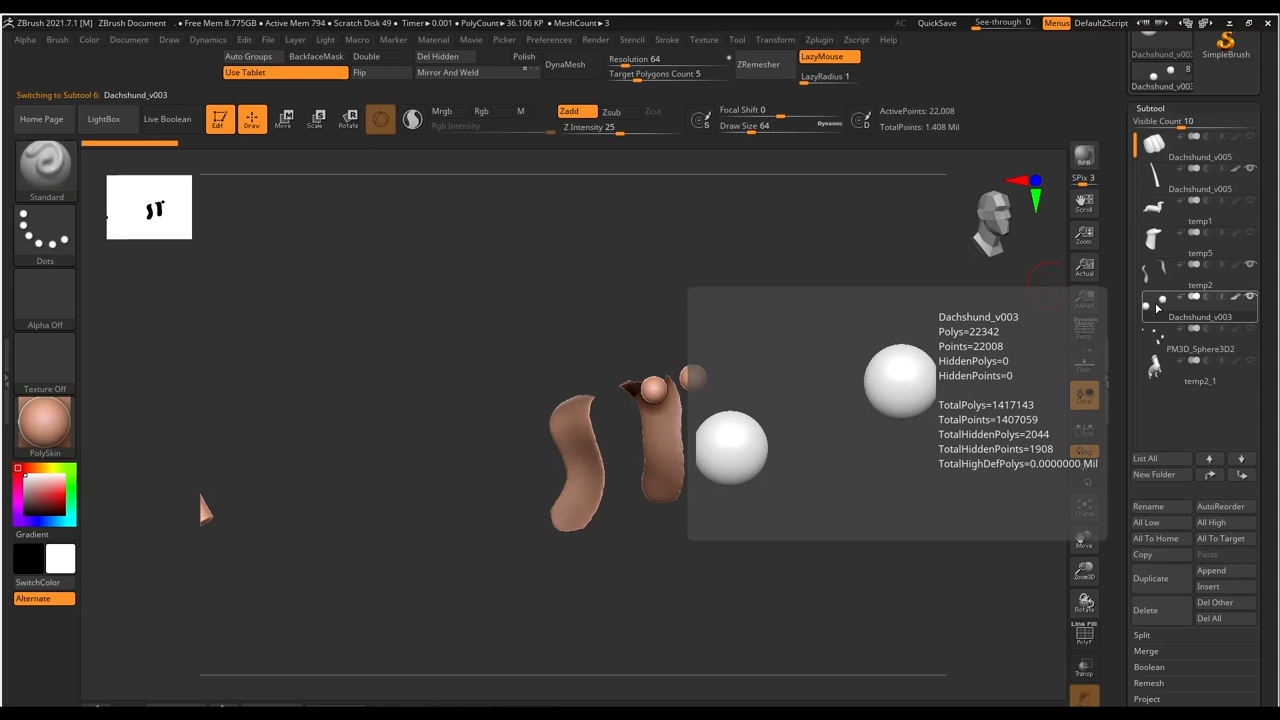 ZBrush 2021.7.1 [M] ZBrush Document . • Free Mem 8.775GB • Active Mem 794 • Scratch Disk 49 • Timer▶0.001 • PolyCount▶36.106 KP • MeshCount▶3 AC QuickSave See-through 0 Menus DefaultZScript
Alpha Brush Color Document Draw Dynamics Edit File Layer Light Macro Marker Material Movie Picker Preferences Render Stencil Stroke Texture Tool Transform Zplugin Zscript Help
Auto Groups BackfaceMask Double Del Hidden Polish
Use Tablet Flip Mirror And Weld
DynaMesh
Resolution 64
Target Polygons Count 5
ZRemesher
LazyMouse
LazyRadius 1
Switching to Subtool 6: Dachshund_v003
Home Page LightBox Live Boolean Edit Draw Move Scale Rotate
Mrgb Rgb M
Rgb Intensity
Zadd Zsub Zcut
Z Intensity 25
Focal Shift 0
Draw Size 64 Dynamic
ActivePoints: 22,008
TotalPoints: 1.408 Mil
Standard
Dots
Alpha Off
Texture Off
PolySkin
Gradient
SwitchColor
Alternate
Dachshund_v003
Polys=22342
Points=22008
HiddenPolys=0
HiddenPoints=0
TotalPolys=1417143
TotalPoints=1407059
TotalHiddenPolys=2044
TotalHiddenPoints=1908
TotalHighDefPolys=0.0000000 Mil
BPR
SPix 3
Scroll
Zoom
Actual
AAHalf
Dynamic
Persp
Floor
Local
L.Sym
Frame
Move
Zoom3D
Rotate
Line Fill
PolyF
Transp
Dachshund_v003
SimpleBrush
8
Dachshund_v003
Subtool
Visible Count 10
Dachshund_v005
Dachshund_v005
temp1
temp5
temp2
Dachshund_v003
PM3D_Sphere3D2
temp2_1
List All
New Folder
Rename AutoReorder
All Low All High
All To Home All To Target
Copy Paste
Duplicate Append
Insert
Delete Del Other
Del All
Split
Merge
Boolean
Remesh
Project